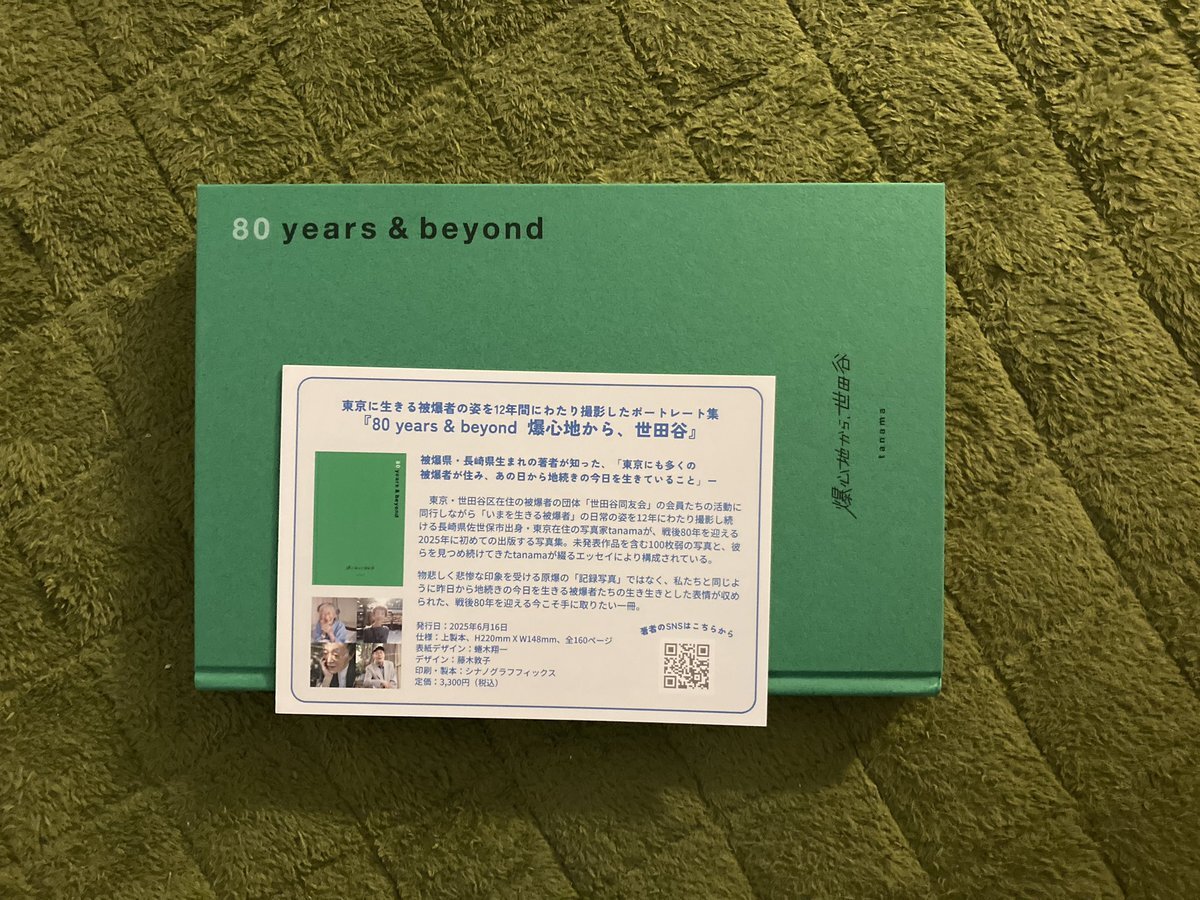 80 years & beyond
爆心地から、世田谷
tanama
東京に生きる被爆者の姿を12年間にわたり撮影したポートレート集
『80 years & beyond 爆心地から、世田谷』
被爆県・長崎県生まれの著者が知った、「東京にも多くの
被爆者が住み、あの日から地続きの今日を生きていること」ー
東京・世田谷区在住の被爆者の団体「世田谷同友会」の会員たちの活動に
同行しながら「いまを生きる被爆者」の日常の姿を12年にわたり撮影し続
ける長崎県佐世保市出身・東京在住の写真家tanamaが、戦後80年を迎える
2025年に初めての出版する写真集。未発表作品を含む100枚弱の写真と、彼
らを見つめ続けてきたtanamaが綴るエッセイにより構成されている。
物悲しく悲惨な印象を受ける原爆の「記録写真」ではなく、私たちと同じよ
うに昨日から地続きの今日を生きる被爆者たちの生き生きとした表情が収め
られた、戦後80年を迎える今こそ手に取りたい一冊。
発行日：2025年6月16日
仕様：上製本、H220mm X W148mm、全160ページ
表紙デザイン：蜷木翔一
デザイン：藤木敦子
印刷・製本：シナノグラフフィックス
定価：3,300円（税込）
著者のSNSはこちらから
80 years & beyond